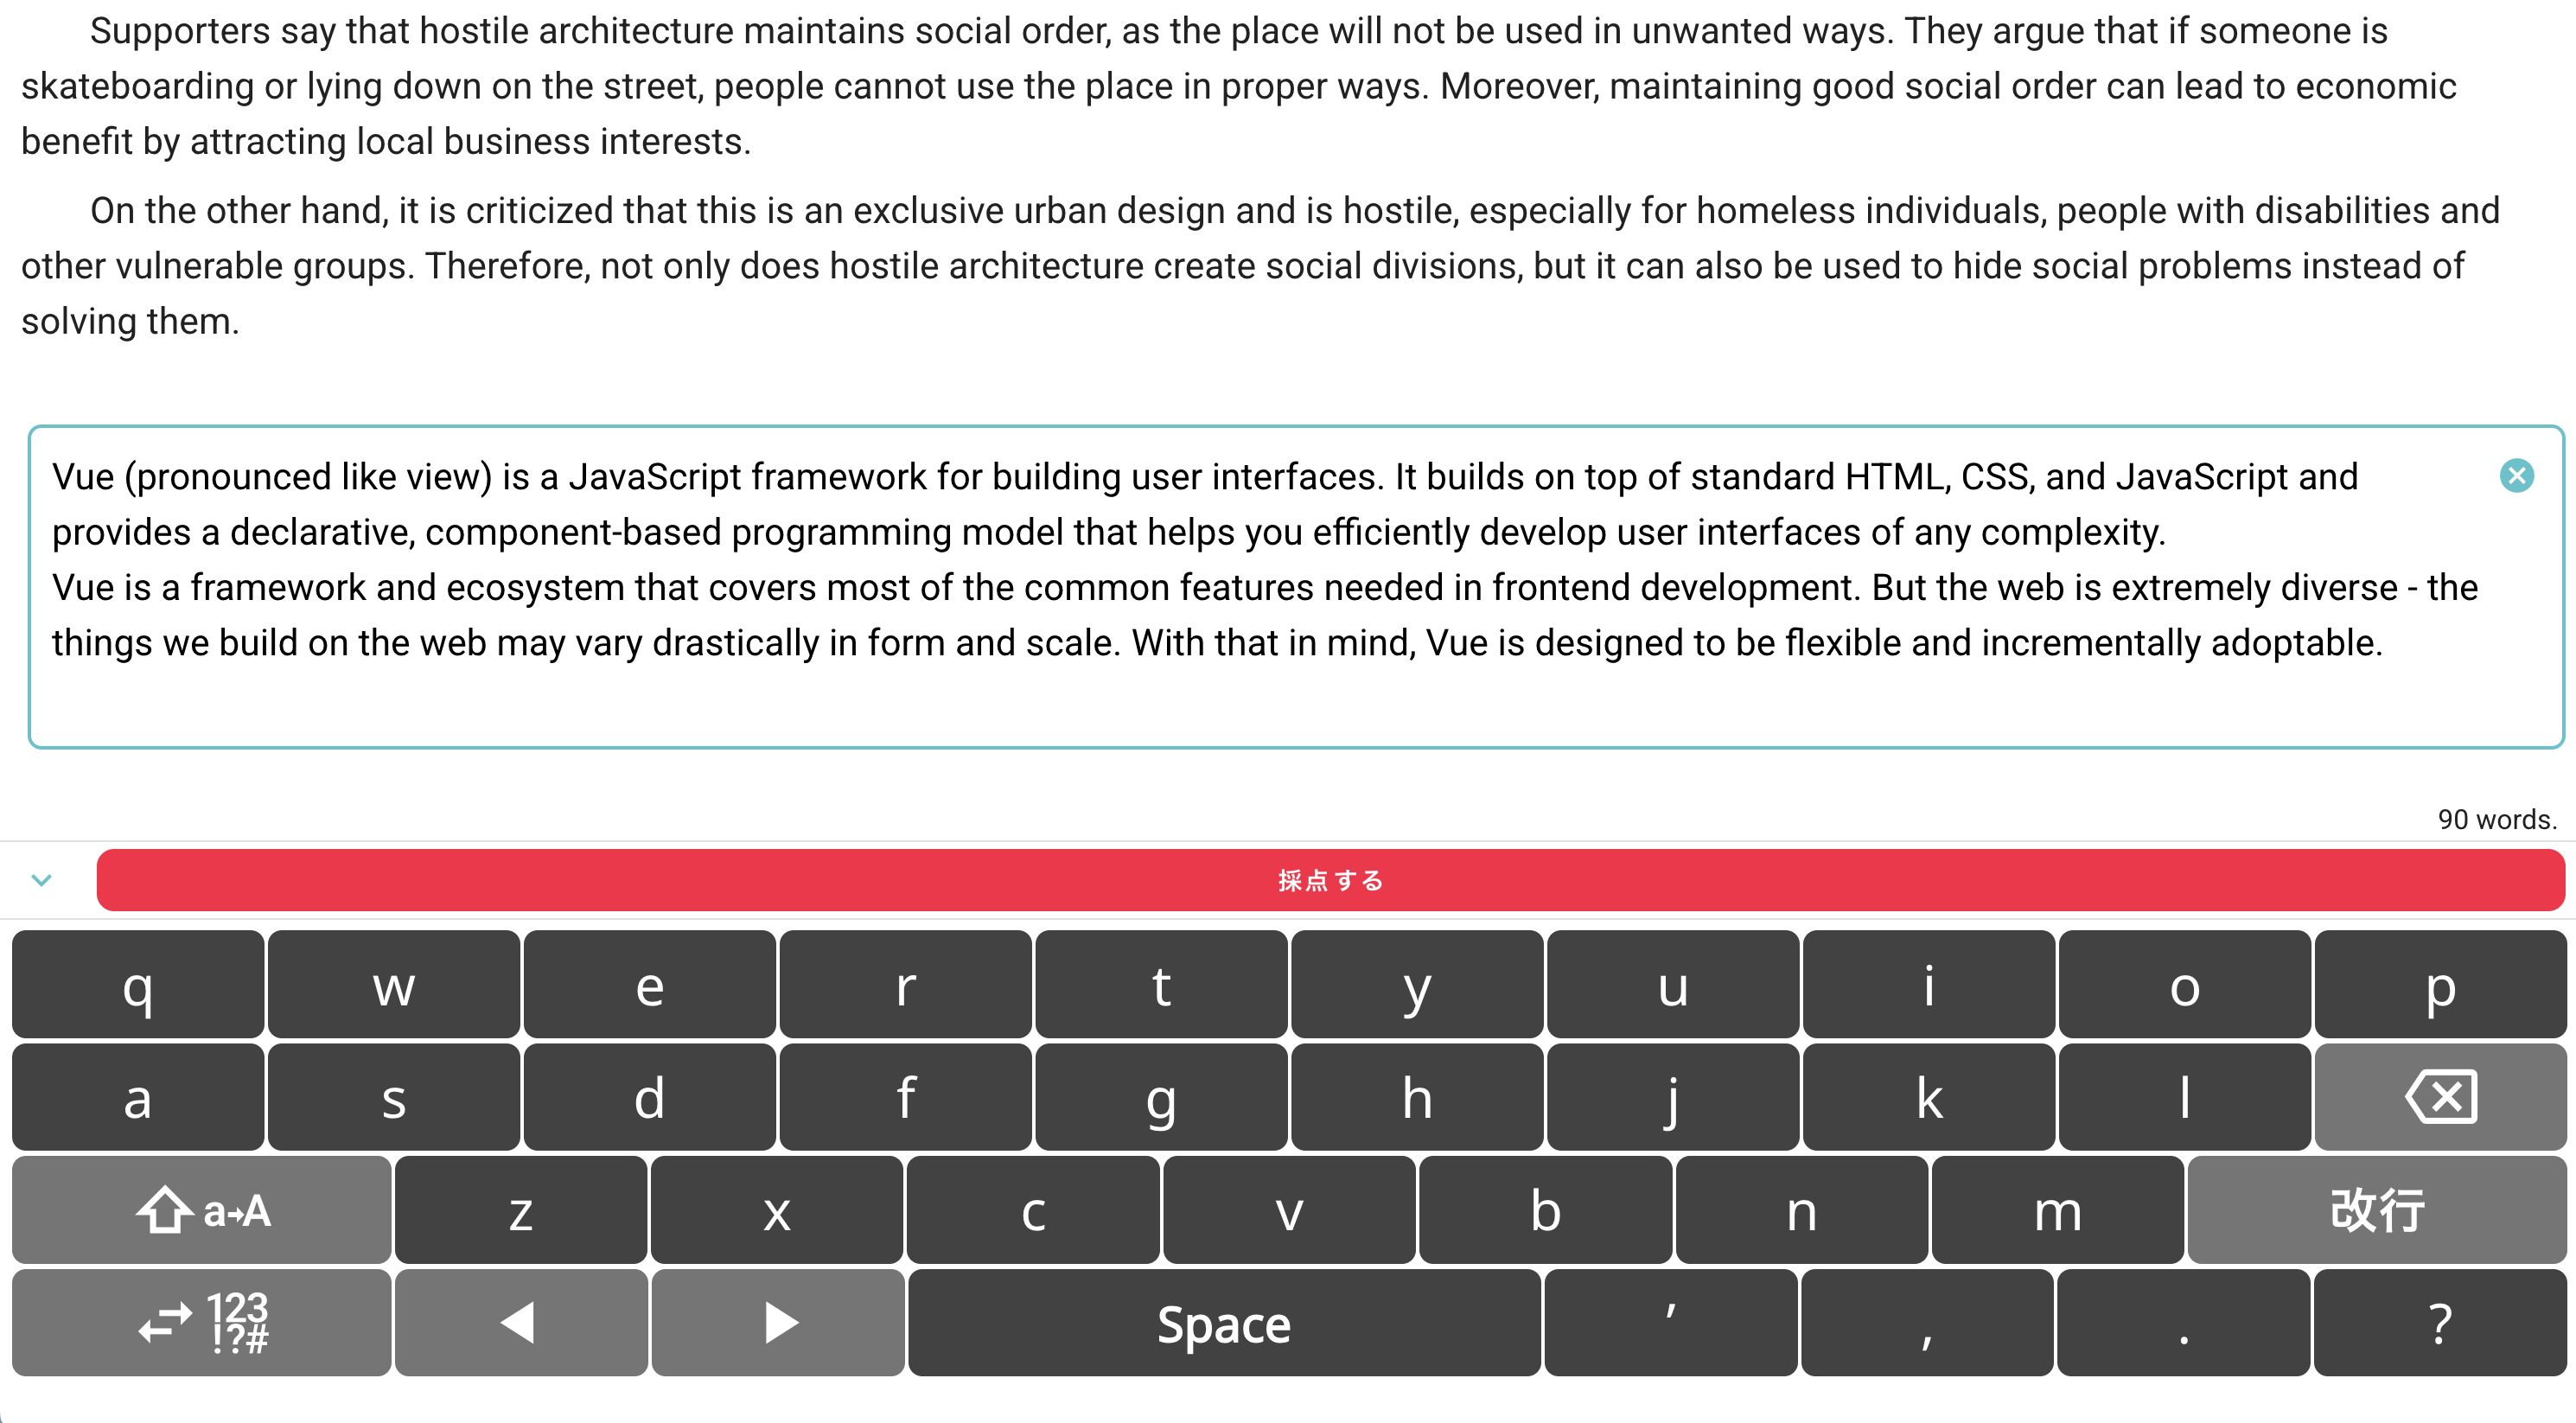 Supporters say that hostile architecture maintains social order, as the place will not be used in unwanted ways. They argue that if someone is
skateboarding or lying down on the street, people cannot use the place in proper ways. Moreover, maintaining good social order can lead to economic
benefit by attracting local business interests.
On the other hand, it is criticized that this is an exclusive urban design and is hostile, especially for homeless individuals, people with disabilities and
other vulnerable groups. Therefore, not only does hostile architecture create social divisions, but it can also be used to hide social problems instead of
solving them.
Vue (pronounced like view) is a JavaScript framework for building user interfaces. It builds on top of standard HTML, CSS, and JavaScript and
provides a declarative, component-based programming model that helps you efficiently develop user interfaces of any complexity.
Vue is a framework and ecosystem that covers most of the common features needed in frontend development. But the web is extremely diverse - the
things we build on the web may vary drastically in form and scale. With that in mind, Vue is designed to be flexible and incrementally adoptable.
90 words.
採点する
q w e r t y u i o p
a s d f g h j k l
a→A z x c v b n m 改行
123 !?# Space ' , . ?